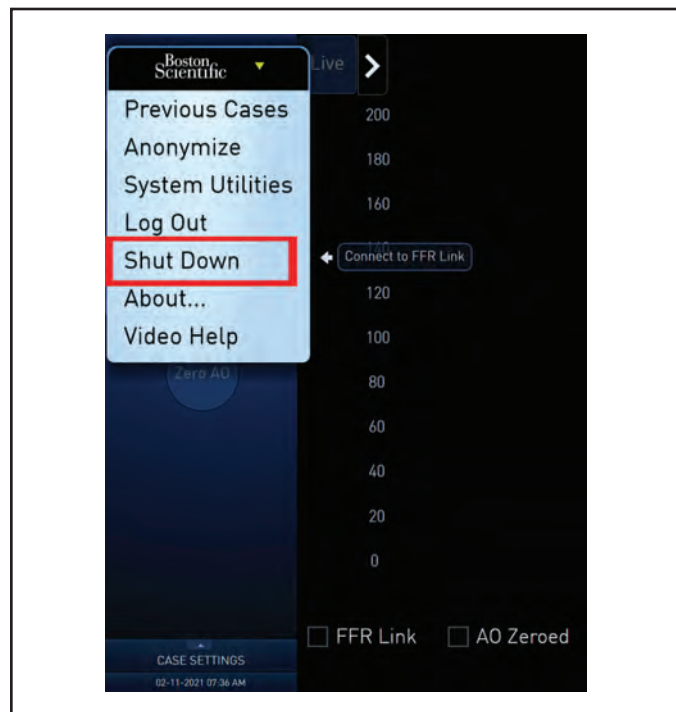 Boston
Scientific
Live
Previous Cases
Anonymize
System Utilities
Log Out
Shut Down
About...
Video Help
Zero AO
200
180
160
140
Connect to FFR Link
120
100
80
60
40
20
0
FFR Link
AO Zeroed
CASE SETTINGS
02-11-2021 07:36 AM